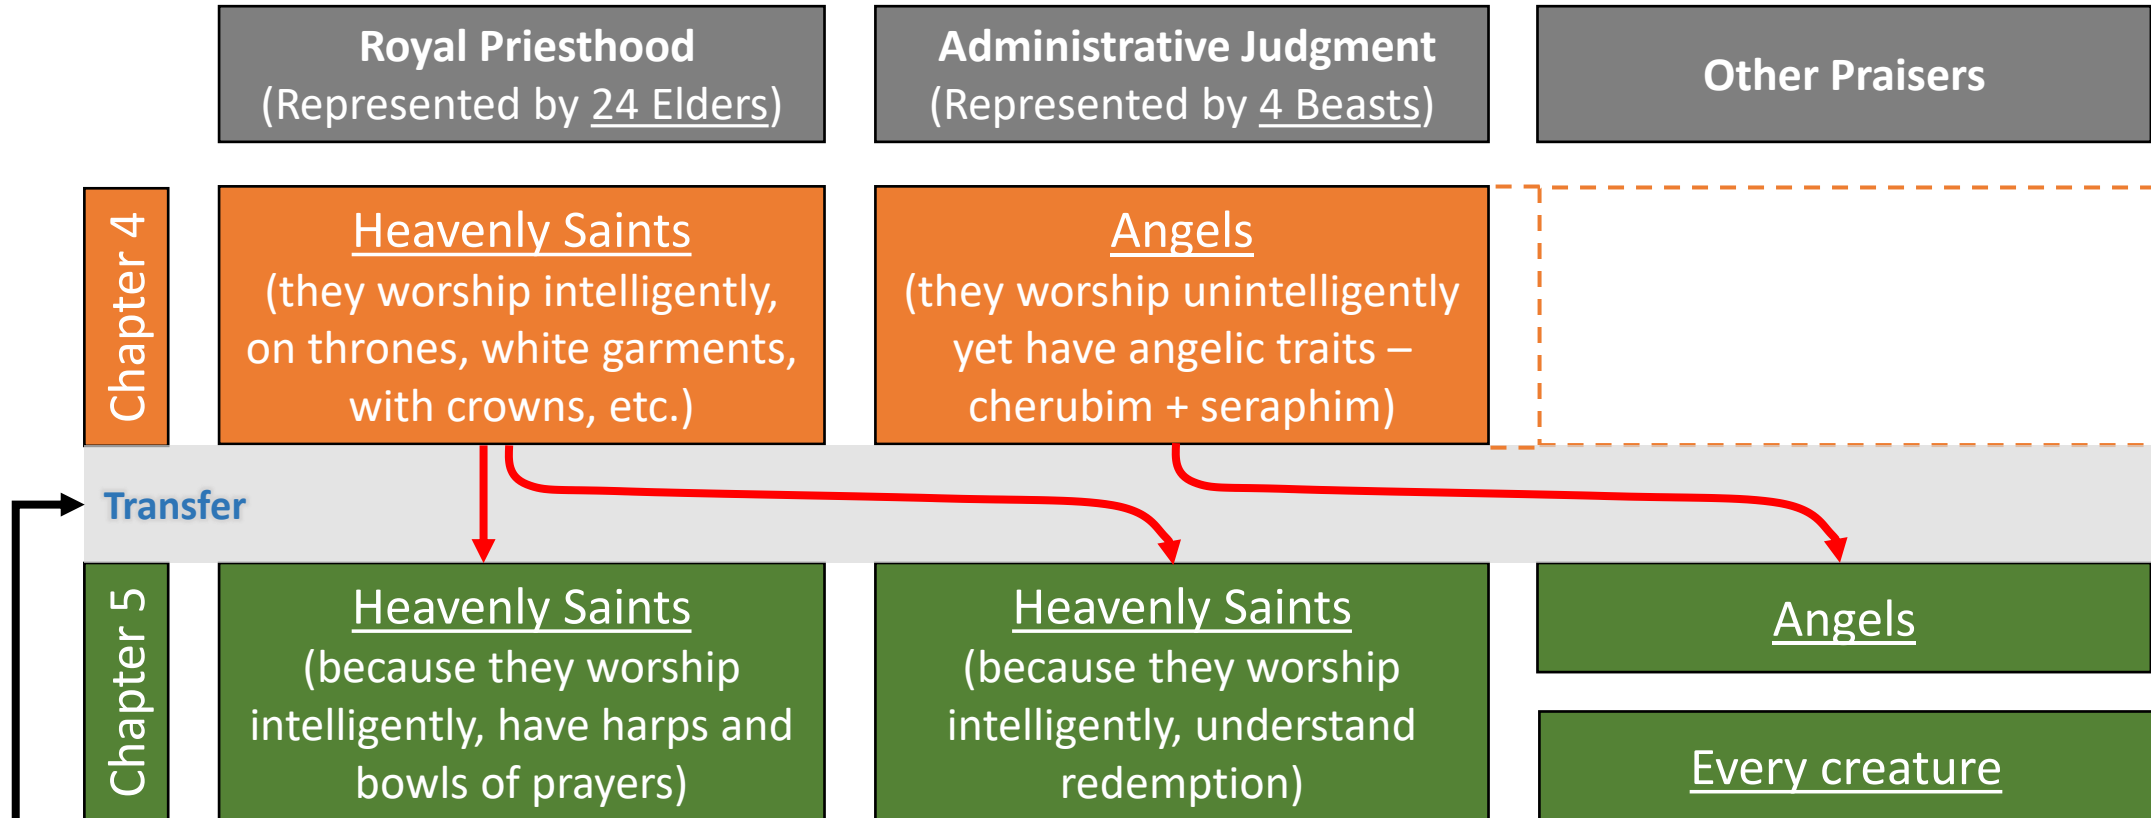 Royal Priesthood
(Represented by 24 Elders)
Administrative Judgment
(Represented by 4 Beasts)
Other Praisers
Chapter 4
Heavenly Saints
(they worship intelligently,
on thrones, white garments,
with crowns, etc.)
Angels
(they worship unintelligently
yet have angelic traits –
cherubim + seraphim)
Transfer
Chapter 5
Heavenly Saints
(because they worship
intelligently, have harps and
bowls of prayers)
Heavenly Saints
(because they worship
intelligently, understand
redemption)
Angels
Every creature